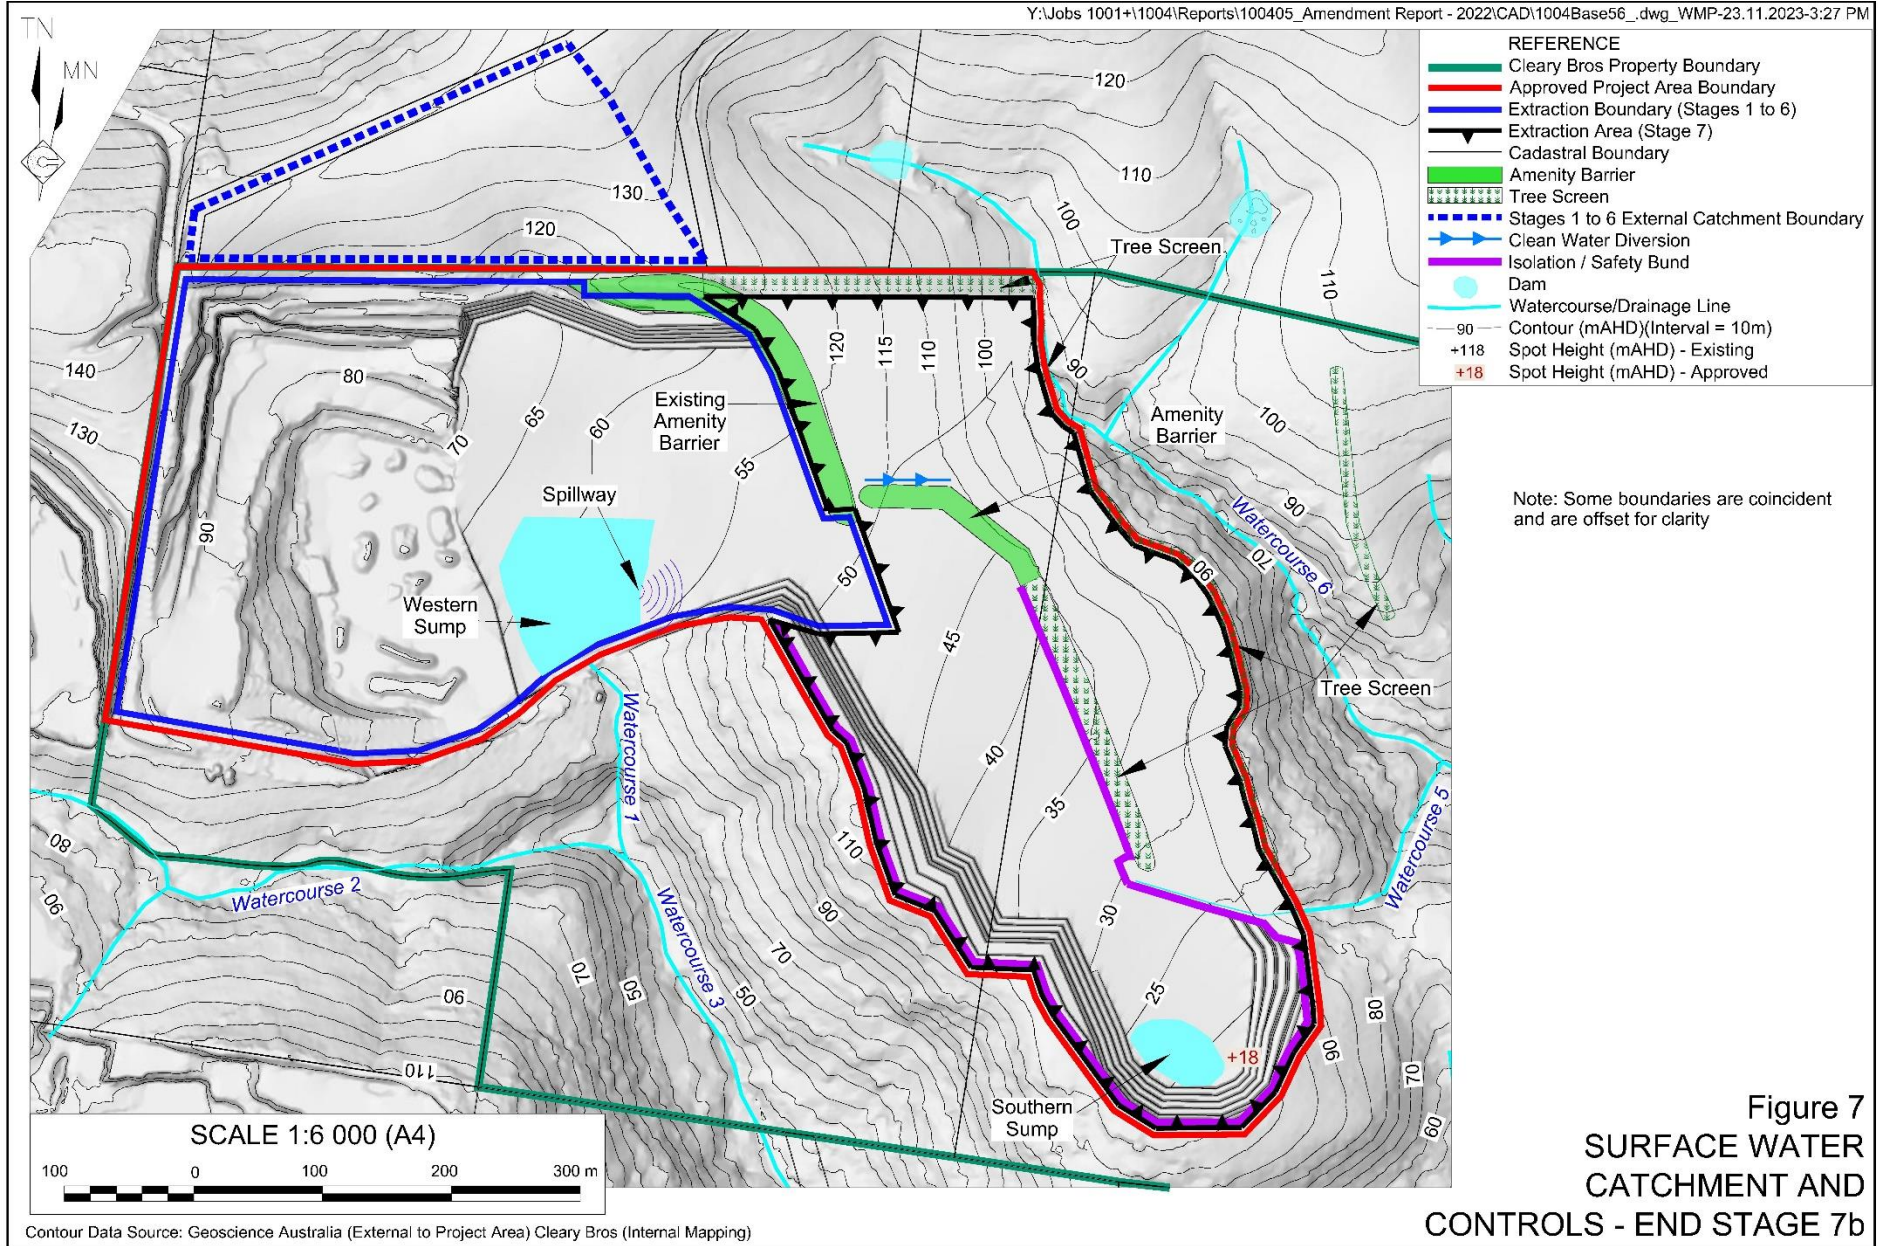 Y:\Jobs 1001+\1004\Reports\100405_Amendment Report - 2022\CAD\1004Base56_.dwg_WMP-23.11.2023-3:27 PM
TN
MN
REFERENCE
Cleary Bros Property Boundary
Approved Project Area Boundary
Extraction Boundary (Stages 1 to 6)
Extraction Area (Stage 7)
Cadastral Boundary
Amenity Barrier
Tree Screen
Stages 1 to 6 External Catchment Boundary
Clean Water Diversion
Isolation / Safety Bund
Dam
Watercourse/Drainage Line
-90- Contour (mAHD)(Interval = 10m)
+118 Spot Height (mAHD) - Existing
+18 Spot Height (mAHD) - Approved
Note: Some boundaries are coincident
and are offset for clarity
120
110
130
120
100
110
Tree Screen
140
130
80
90
70
65
60
55
50
120
115
110
100
90
100
90
Existing
Amenity
Barrier
Amenity
Barrier
Spillway
Western
Sump
45
40
35
30
25
90
70
Watercourse 6
Tree Screen
Watercourse 1
Watercourse 2
Watercourse 3
Watercourse 5
80
90
90
110
70
50
110
90
70
50
+18
Southern
Sump
80
90
70
60
SCALE 1:6 000 (A4)
100 0 100 200 300 m
Contour Data Source: Geoscience Australia (External to Project Area) Cleary Bros (Internal Mapping)
Figure 7
SURFACE WATER
CATCHMENT AND
CONTROLS - END STAGE 7b